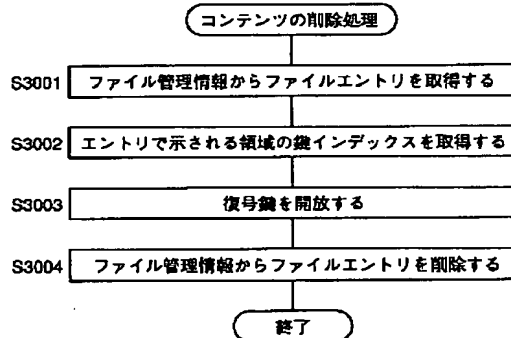 コンテンツの削除処理
S3001 ファイル管理情報からファイルエントリを取得する
S3002 エントリで示される領域の鍵インデックスを取得する
S3003 復号鍵を開放する
S3004 ファイル管理情報からファイルエントリを削除する
終了